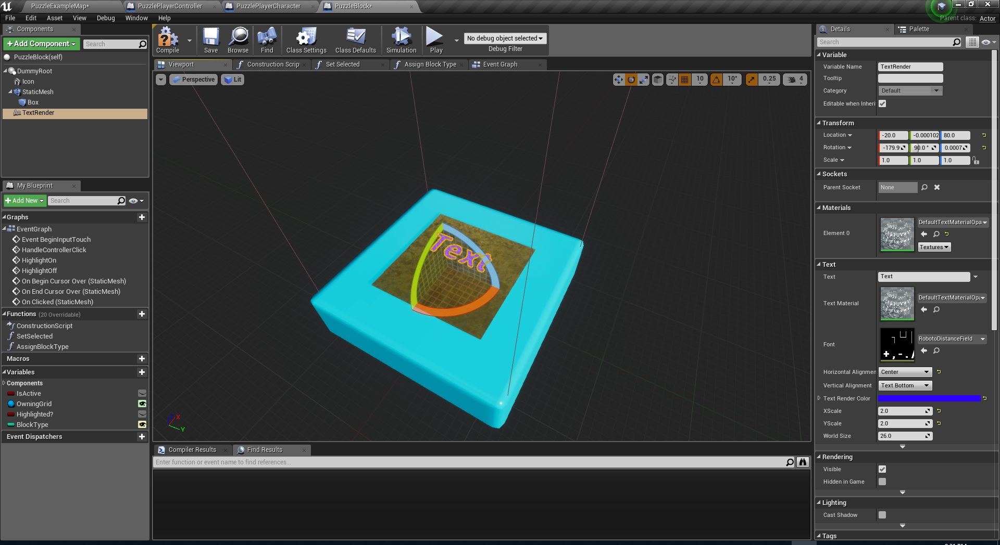 PuzzleExampleMap*
PuzzlePlayerController
PuzzlePlayerCharacter
PuzzleBlock*
File Edit Asset View Debug Window Help
Parent class: Actor
Components
+ Add Component
Search
PuzzleBlock(self)
DummyRoot
Icon
StaticMesh
Box
TextRender
My Blueprint
+ Add New
Search
Graphs
EventGraph
Event BeginInputTouch
HandleControllerClick
HighlightOn
HighlightOff
On Begin Cursor Over (StaticMesh)
On End Cursor Over (StaticMesh)
On Clicked (StaticMesh)
Functions (20 Overridable)
ConstructionScript
SetSelected
AssignBlockType
Macros
Variables
Components
IsActive
OwningGrid
Highlighted?
BlockType
Event Dispatchers
Compile
Save
Browse
Find
Class Settings
Class Defaults
Simulation
Play
No debug object selected
Debug Filter
Viewport
Construction Scrip
Set Selected
Assign Block Type
Event Graph
Perspective
Lit
10
10°
0.25
4
Text
X
Y
Compiler Results
Find Results
Enter function or event name to find references...
Details
Palette
Search
Variable
Variable Name TextRender
Tooltip
Category Default
Editable when Inheri
Transform
Location -20.0 -0.000102 80.0
Rotation -179.9 90.0 ° 0.0007
Scale 1.0 1.0 1.0
Sockets
Parent Socket None
Materials
Element 0 DefaultTextMaterialOpa
Textures
Text
Text Text
Text Material DefaultTextMaterialOp
Font RobotoDistanceField
Horizontal Alignmen Center
Vertical Alignment Text Bottom
Text Render Color
XScale 2.0
YScale 2.0
World Size 26.0
Rendering
Visible
Hidden in Game
Lighting
Cast Shadow
Tags